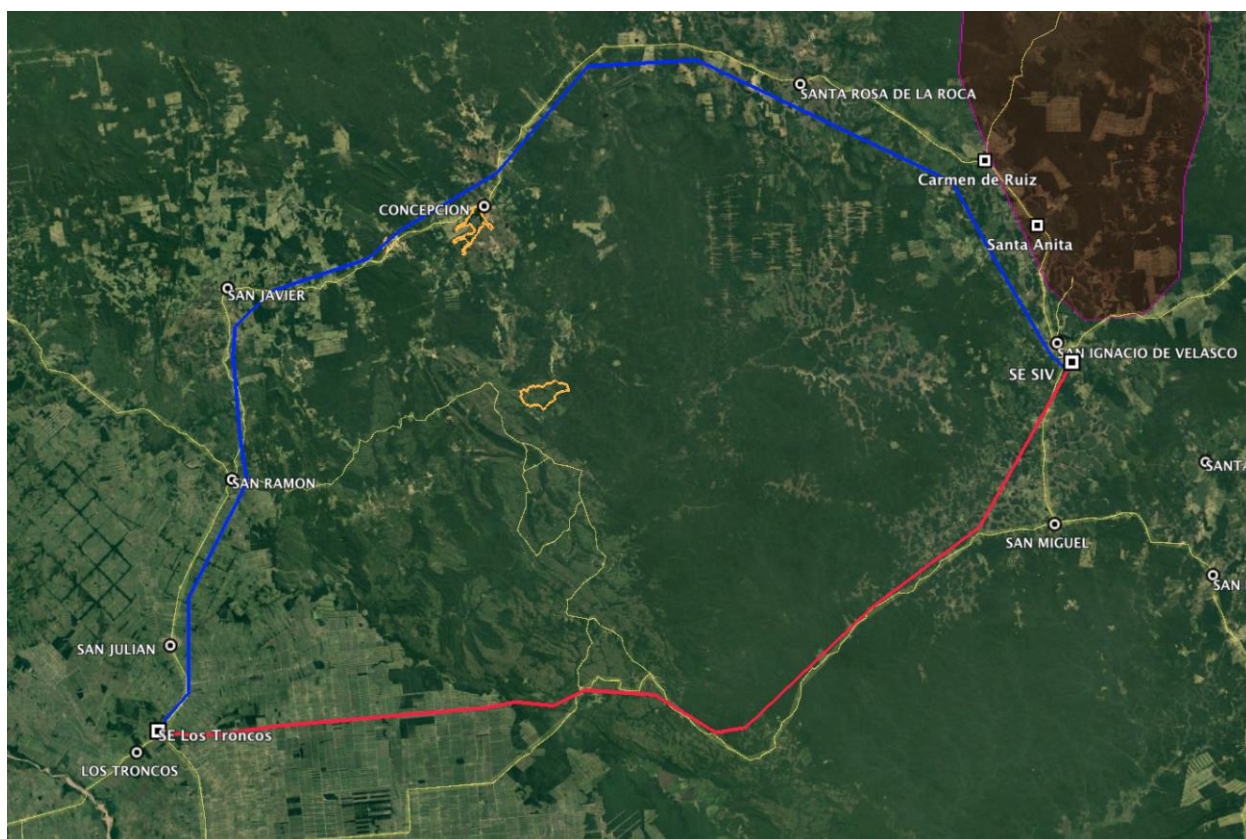 SANTA ROSA DE LA ROCA
Carmen de Ruiz
CONCEPCION
Santa Anita
SAN JAVIER
SAN IGNACIO DE VELASCO
SE SIV
SANTA
SAN RAMON
SAN MIGUEL
SAN
SAN JULIAN
SE Los Troncos
LOS TRONCOS